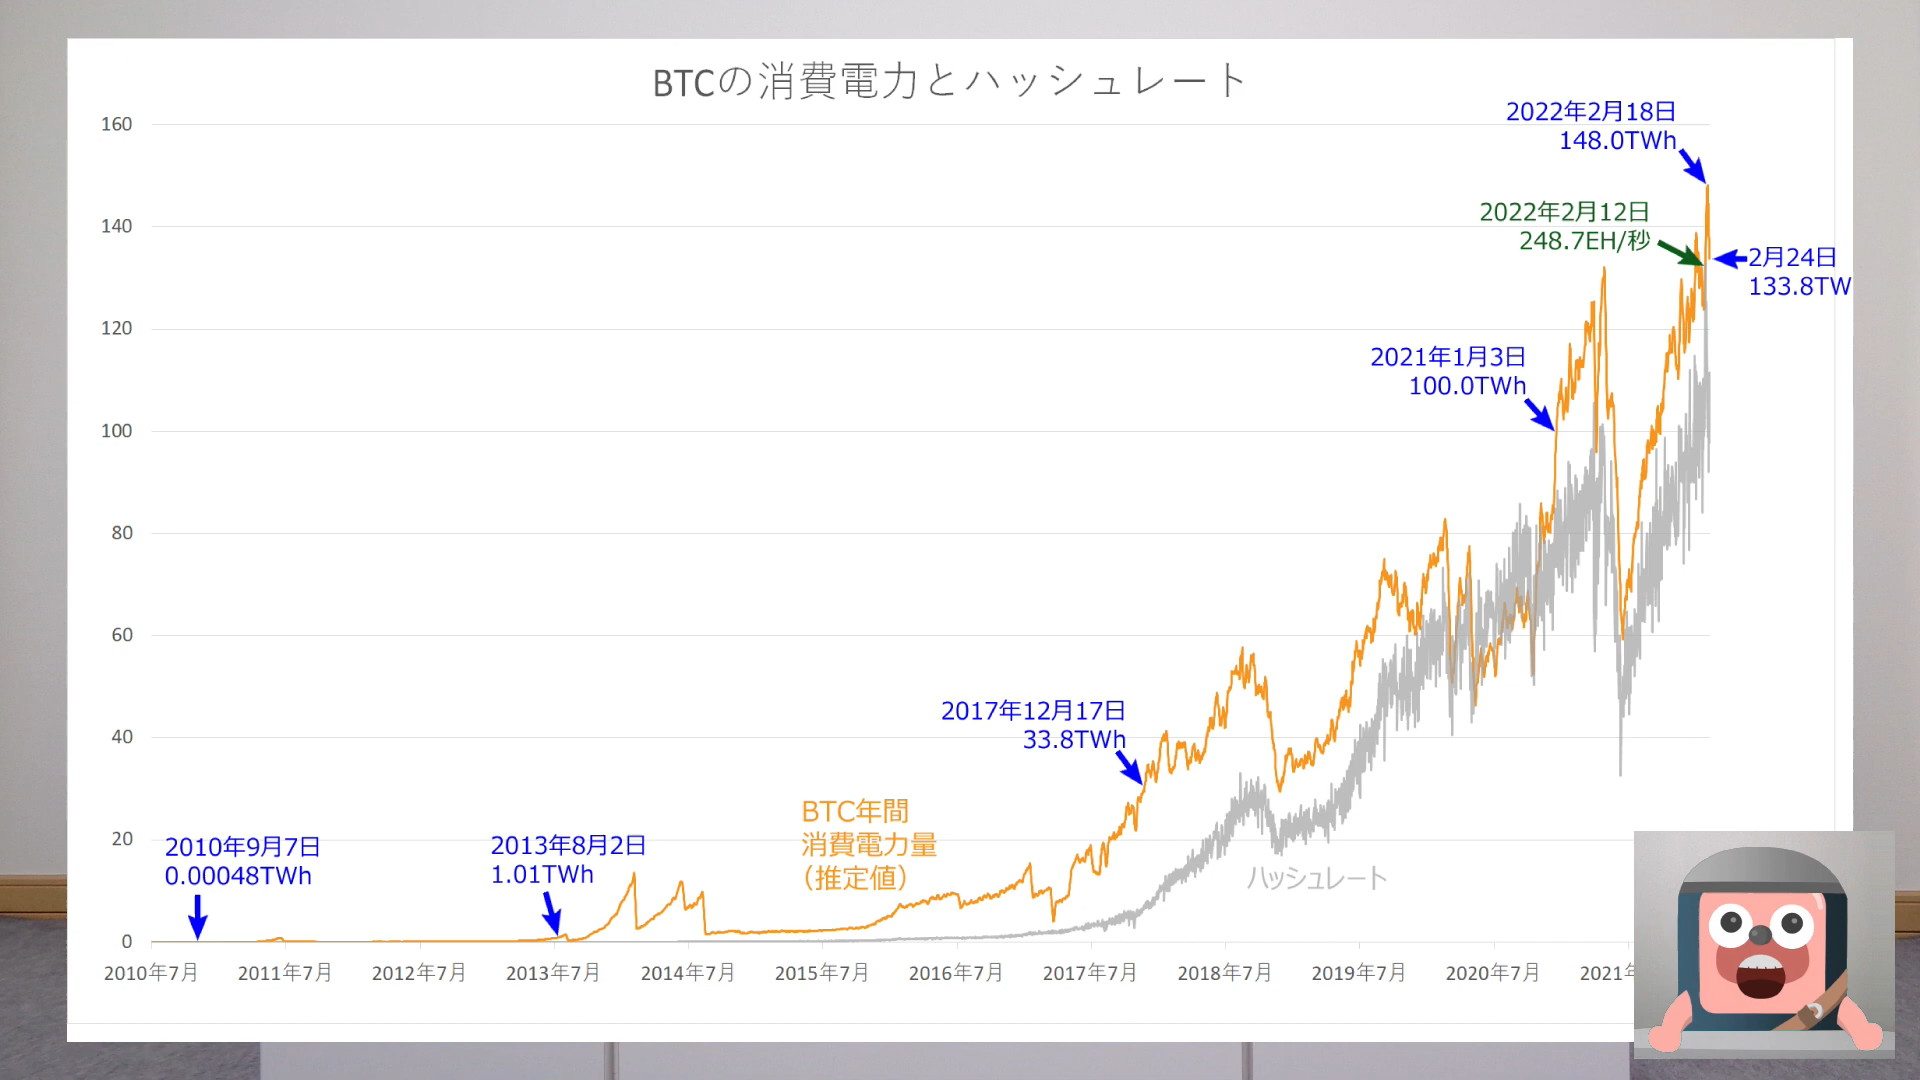 BTCの消費電力とハッシュレート
160
140
120
100
80
60
40
20
0
2022年2月18日
148.0TWh
2022年2月12日
248.7EH/秒
2月24日
133.8TW
2021年1月3日
100.0TWh
2017年12月17日
33.8TWh
BTC年間
消費電力量
（推定値）
2010年9月7日
0.00048TWh
2013年8月2日
1.01TWh
ハッシュレート
2010年7月
2011年7月
2012年7月
2013年7月
2014年7月
2015年7月
2016年7月
2017年7月
2018年7月
2019年7月
2020年7月
2021